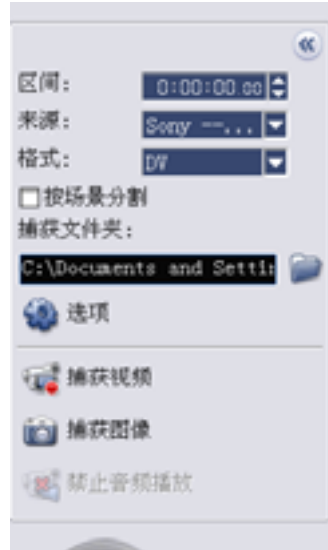 区间: 0:00:00.00
来源: Sony --...
格式: DV
按场景分割
捕获文件夹:
C:\Documents and Setti
选项
捕获视频
捕获图像
禁止音频播放